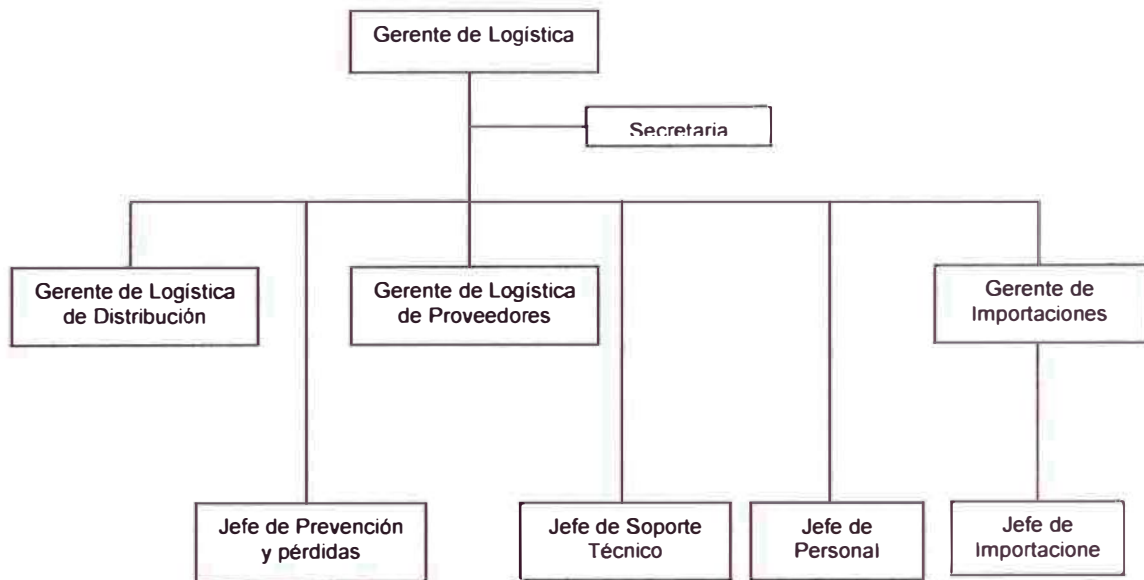 Gerente de Logística
Secretaria
Gerente de Logística
de Distribución
Gerente de Logística
de Proveedores
Gerente de
Importaciones
Jefe de Prevención
y pérdidas
Jefe de Soporte
Técnico
Jefe de
Personal
Jefe de
Importacione